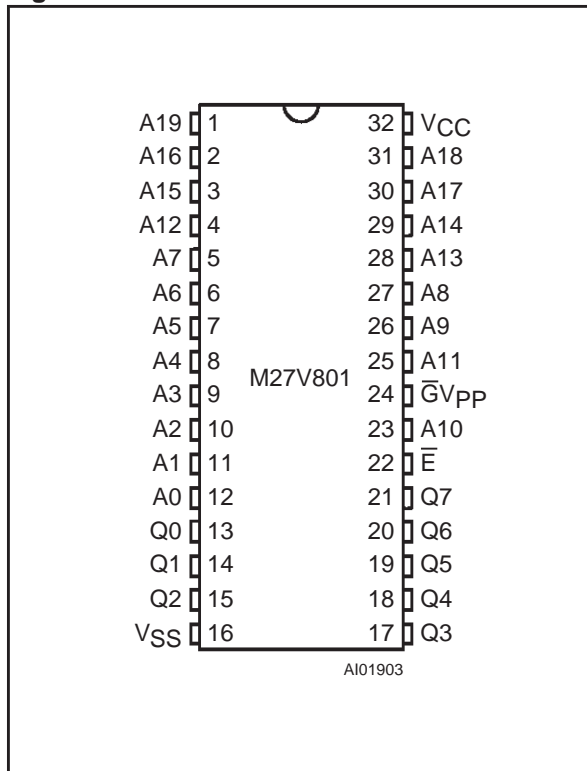 A19 1 32 VCC
A16 2 31 A18
A15 3 30 A17
A12 4 29 A14
A7 5 28 A13
A6 6 27 A8
A5 7 26 A9
A4 8 25 A11
M27V801
A3 9 24 G̅VPP
A2 10 23 A10
A1 11 22 E̅
A0 12 21 Q7
Q0 13 20 Q6
Q1 14 19 Q5
Q2 15 18 Q4
VSS 16 17 Q3
AI01903